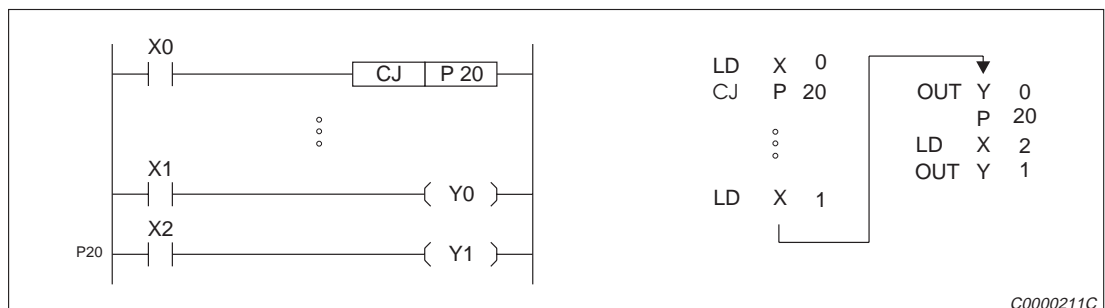 X0
CJ P 20
X1
Y0
X2
P20
Y1
LD X 0
CJ P 20
LD X 1
OUT Y 0
P 20
LD X 2
OUT Y 1
C0000211C